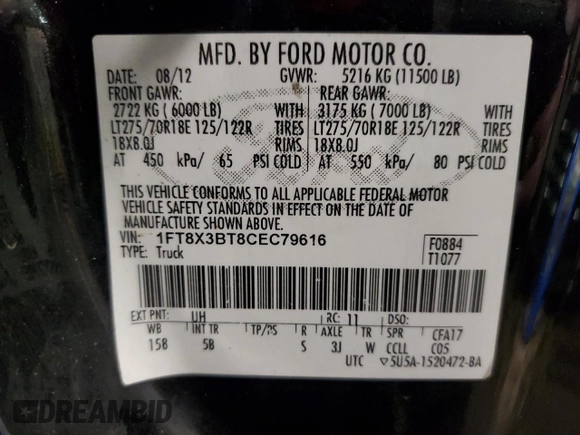 MFD. BY FORD MOTOR CO.
DATE: 08/12 GVWR: 5216 KG (11500 LB)
FRONT GAWR: REAR GAWR:
2722 KG (6000 LB) WITH 3175 KG (7000 LB) WITH
LT275/70R18E 125/122R TIRES LT275/70R18E 125/122R TIRES
18X8.0J RIMS 18X8.0J RIMS
AT 450 kPa/ 65 PSI COLD AT 550 kPa/ 80 PSI COLD
THIS VEHICLE CONFORMS TO ALL APPLICABLE FEDERAL MOTOR
VEHICLE SAFETY STANDARDS IN EFFECT ON THE DATE OF
MANUFACTURE SHOWN ABOVE.
VIN: 1FT8X3BT8CEC79616 F0884
TYPE: Truck T1077
EXT PNT: UH RC: 11 DSO:
WB INT TR TP/PS R AXLE TR SPR CFA17
158 5B S 3J W CCLL C05
UTC ▽5U5A-1520472-BA
Ford
DREAMBID